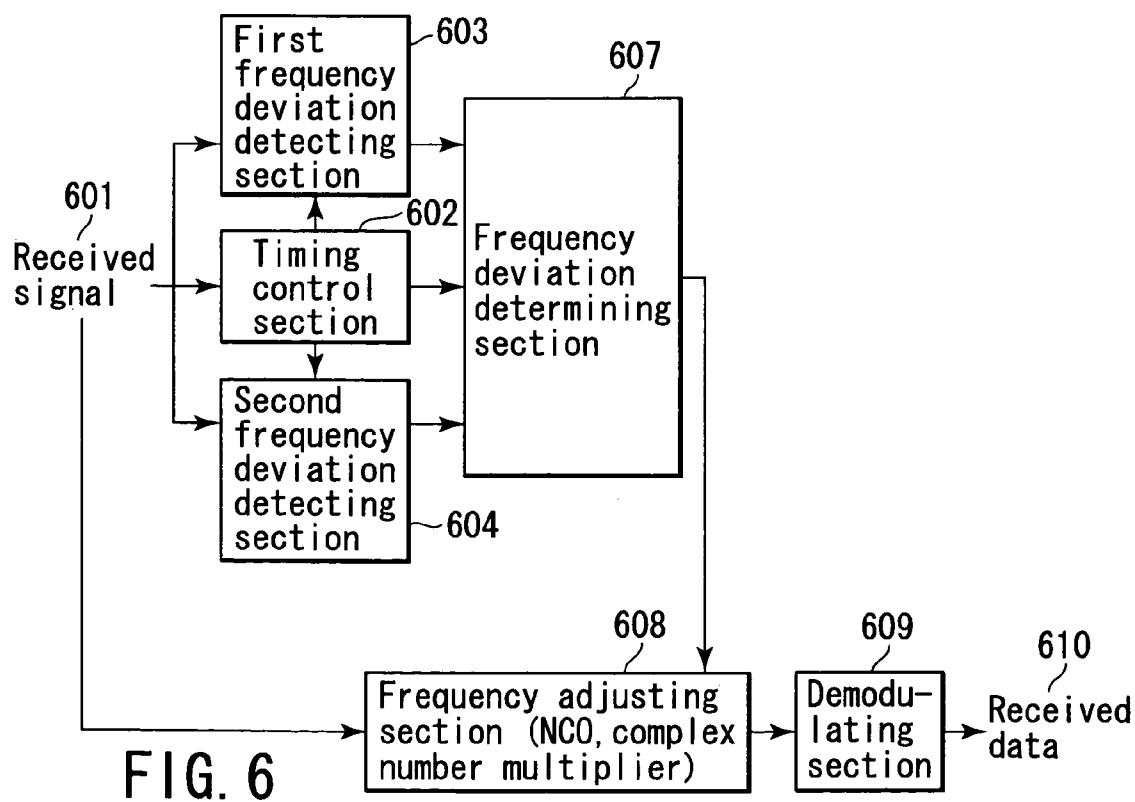 603
First
frequency
deviation
detecting
section
607
601
Received
signal
602
Timing
control
section
Frequency
deviation
determining
section
Second
frequency
deviation
detecting
section
604
608
Frequency adjusting
section (NCO, complex
number multiplier)
609
Demodu-
lating
section
610
Received
data
FIG. 6